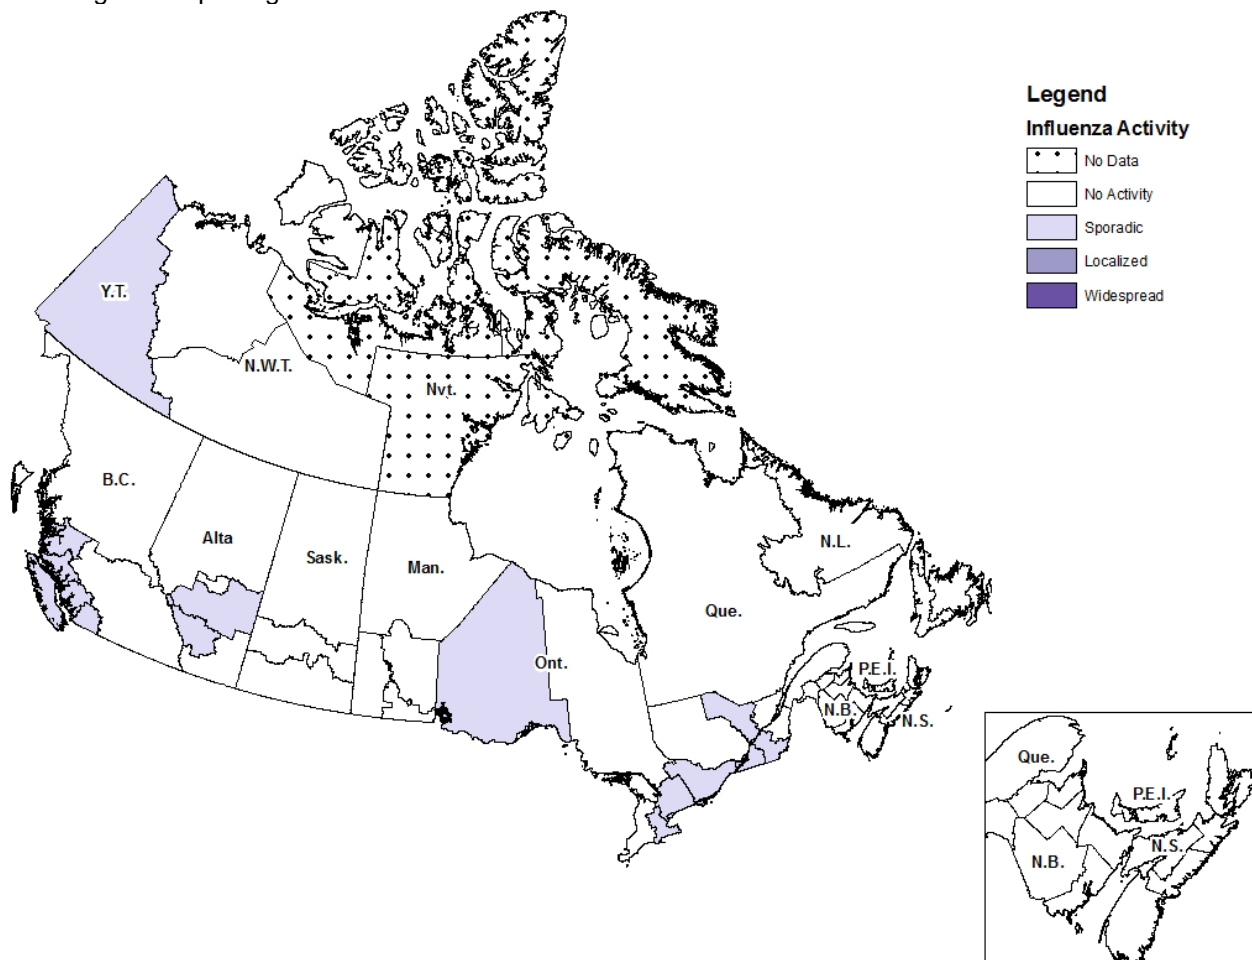 Legend
Influenza Activity
No Data
No Activity
Sporadic
Localized
Widespread
Y.T.
N.W.T.
Nvt.
B.C.
Alta
Sask.
Man.
Ont.
Que.
N.L.
P.E.I.
N.B.
N.S.
Que.
P.E.I.
N.S.
N.B.